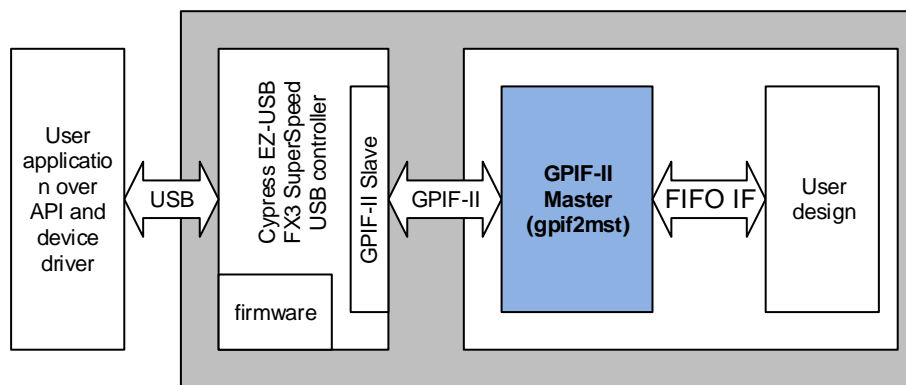 User
applicatio
n over
API and
device
driver
USB
Cypress EZ-USB
FX3 SuperSpeed
USB controller
firmware
GPIF-II Slave
GPIF-II
GPIF-II
Master
(gpif2mst)
FIFO IF
User
design